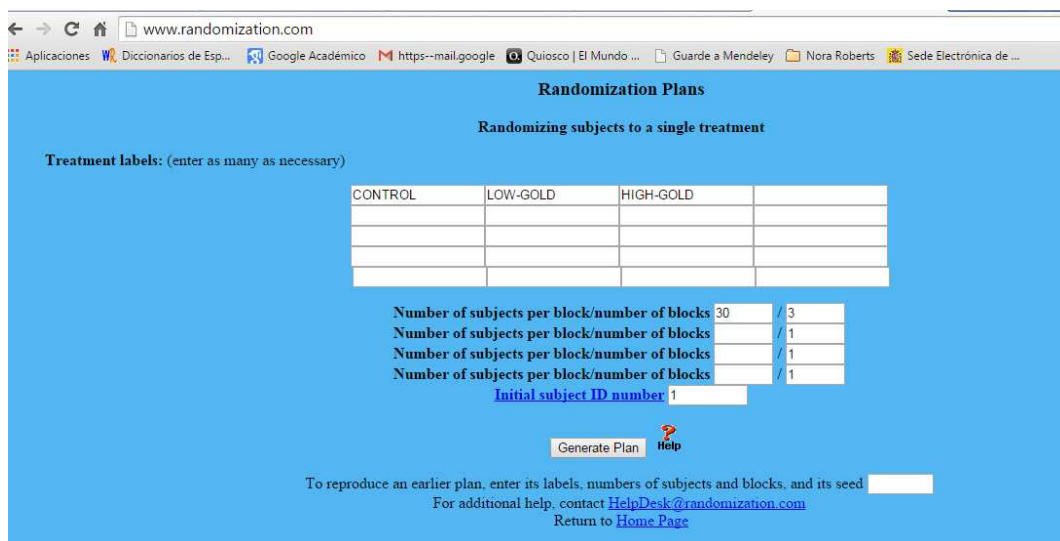 www.randomization.com
Aplicaciones Diccionarios de Esp... Google Académico https--mail.google Quiosco | El Mundo ... Guarde a Mendeley Nora Roberts Sede Electrónica de ...
Randomization Plans
Randomizing subjects to a single treatment
Treatment labels: (enter as many as necessary)
CONTROL LOW-GOLD HIGH-GOLD
Number of subjects per block/number of blocks 30 / 3
Number of subjects per block/number of blocks / 1
Number of subjects per block/number of blocks / 1
Number of subjects per block/number of blocks / 1
Initial subject ID number 1
Generate Plan ? Help
To reproduce an earlier plan, enter its labels, numbers of subjects and blocks, and its seed
For additional help, contact HelpDesk@randomization.com
Return to Home Page